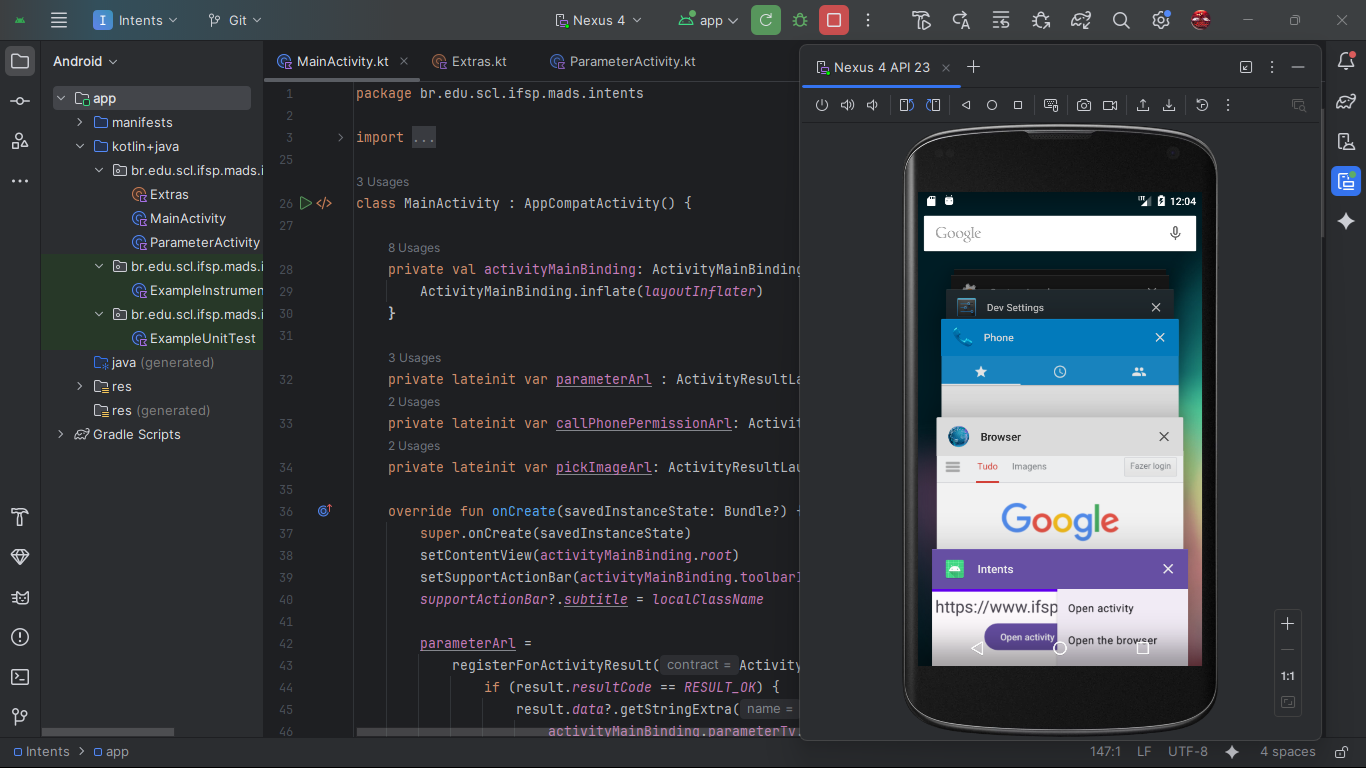 I Intents Git Nexus 4 app
Android
app
manifests
kotlin+java
br.edu.scl.ifsp.mads.i
Extras
MainActivity
ParameterActivity
br.edu.scl.ifsp.mads.i
ExampleInstrumen
br.edu.scl.ifsp.mads.i
ExampleUnitTest
java (generated)
res
res (generated)
Gradle Scripts
MainActivity.kt Extras.kt ParameterActivity.kt
1 package br.edu.scl.ifsp.mads.intents
2
3 import ...
25
3 Usages
26 class MainActivity : AppCompatActivity() {
27
8 Usages
28 private val activityMainBinding: ActivityMainBinding
29 ActivityMainBinding.inflate(layoutInflater)
30 }
31
3 Usages
32 private lateinit var parameterArl : ActivityResultLa
2 Usages
33 private lateinit var callPhonePermissionArl: Activit
2 Usages
34 private lateinit var pickImageArl: ActivityResultLau
35
36 override fun onCreate(savedInstanceState: Bundle?) {
37 super.onCreate(savedInstanceState)
38 setContentView(activityMainBinding.root)
39 setSupportActionBar(activityMainBinding.toolbarI
40 supportActionBar?.subtitle = localClassName
41
42 parameterArl =
43 registerForActivityResult( contract = Activity
44 if (result.resultCode == RESULT_OK) {
45 result.data?.getStringExtra( name =
46 activityMainBinding.parameterTv.
Nexus 4 API 23
12:04
Google
Dev Settings
Phone
Browser
Tudo Imagens Fazer login
Google
Intents
https://www.ifsp
Open activity
Open activity
Open the browser
1:1
Intents > app
147:1 LF UTF-8 4 spaces